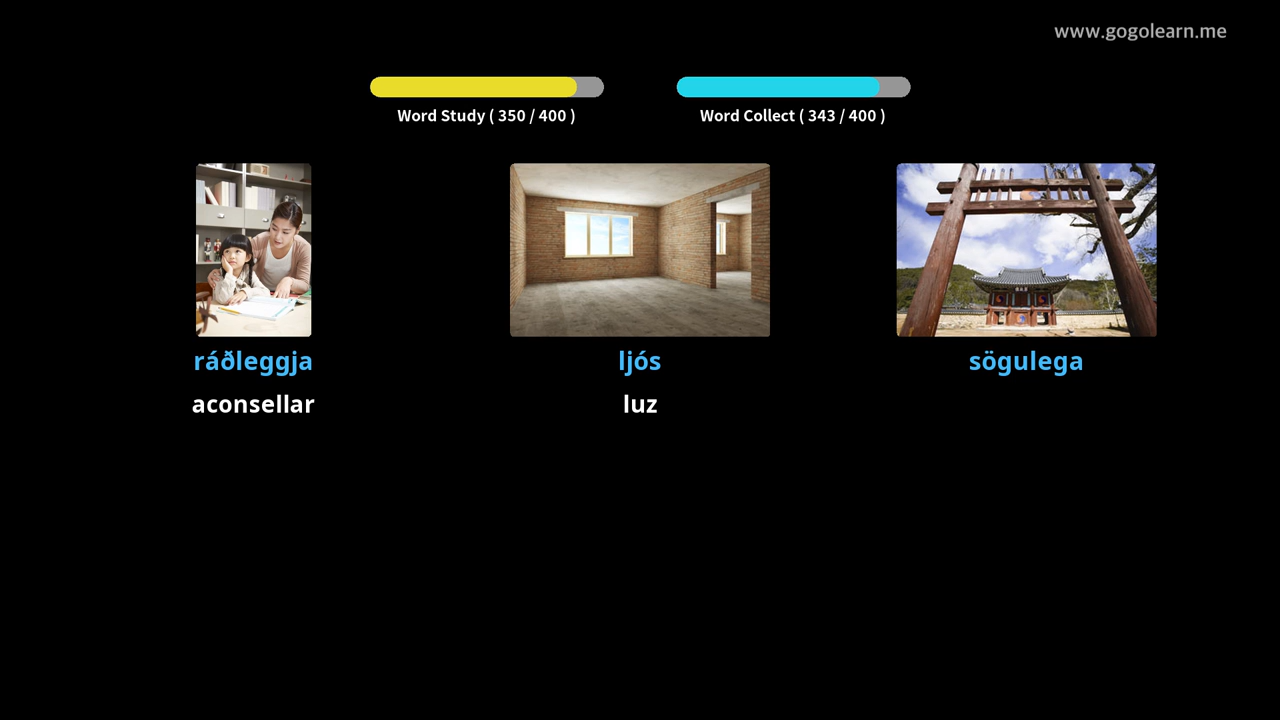 www.gogolearn.me
Word Study ( 350 / 400 )
Word Collect ( 343 / 400 )
ráðleggja
ljós
sögulega
aconsellar
luz